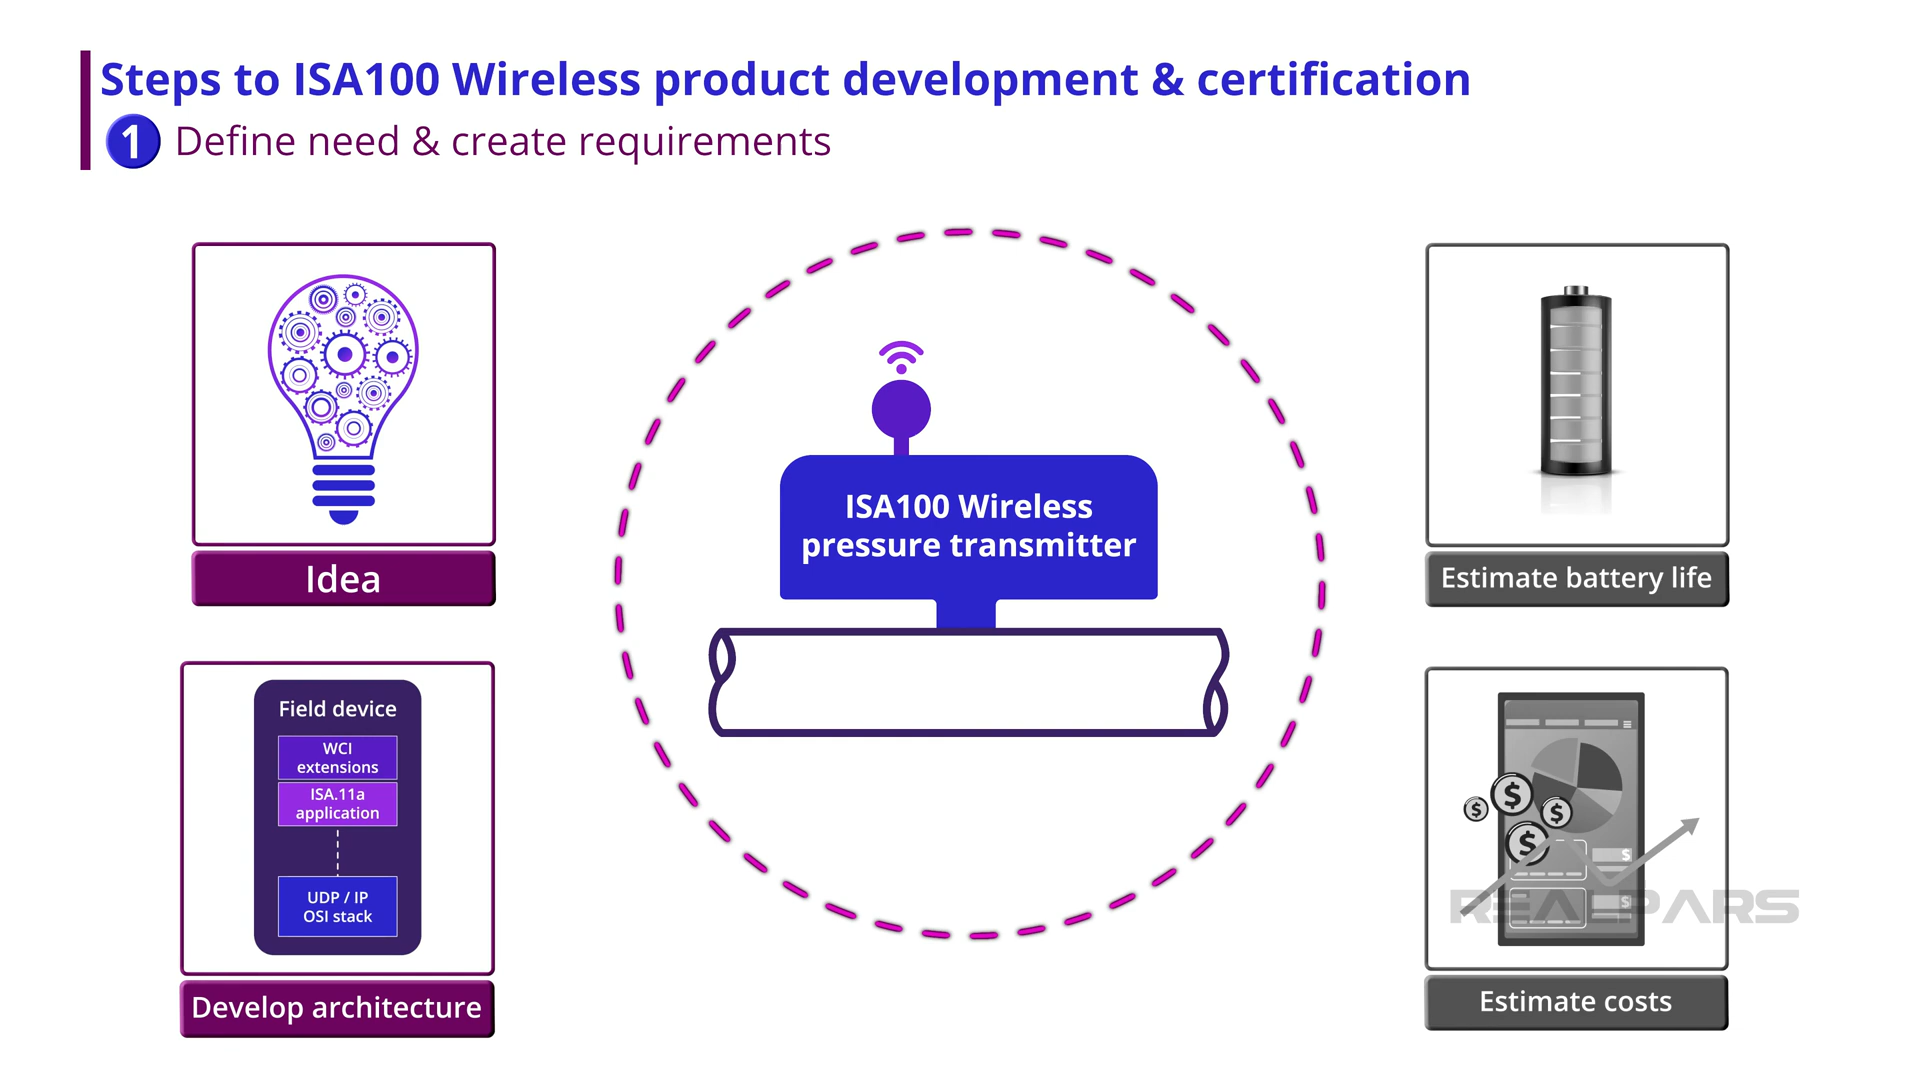 Steps to ISA100 Wireless product development & certification
1 Define need & create requirements
Idea
ISA100 Wireless
pressure transmitter
Estimate battery life
Field device
WCI
extensions
ISA.11a
application
UDP / IP
OSI stack
Develop architecture
$
$
$
$
$
$
REALPARS
Estimate costs